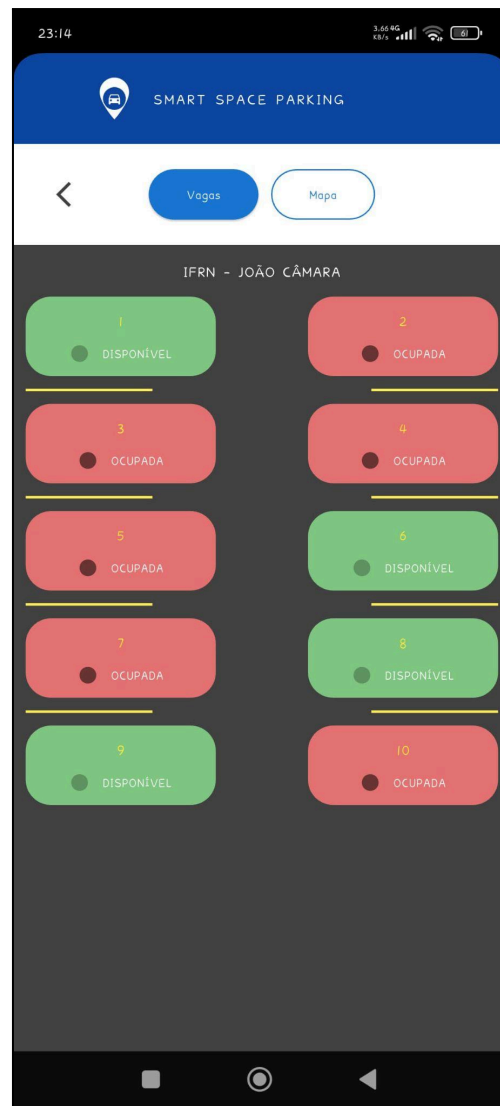 23:14
3,66 4G
KB/s
61
SMART SPACE PARKING
Vagas
Mapa
IFRN - JOÃO CÂMARA
1
DISPONÍVEL
2
OCUPADA
3
OCUPADA
4
OCUPADA
5
OCUPADA
6
DISPONÍVEL
7
OCUPADA
8
DISPONÍVEL
9
DISPONÍVEL
10
OCUPADA